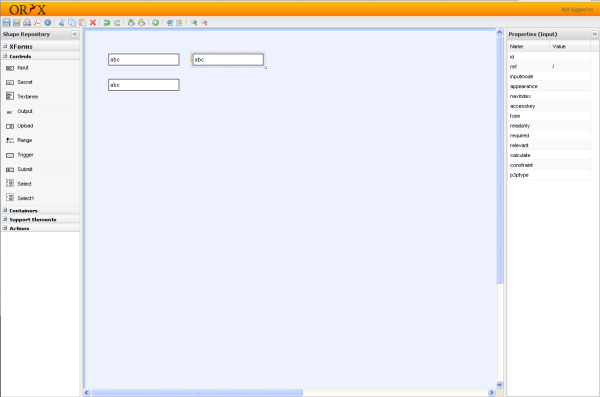 ORYX
Not logged on
Shape Repository
XForms
Controls
Input
Secret
Textarea
Output
Upload
Range
Trigger
Submit
Select
Select1
Containers
Support Elements
Actions
abc
abc
abc
Properties (Input)
Name Value
id
ref /
inputmode
appearance
navindex
accesskey
type
readonly
required
relevant
calculate
constraint
p3ptype